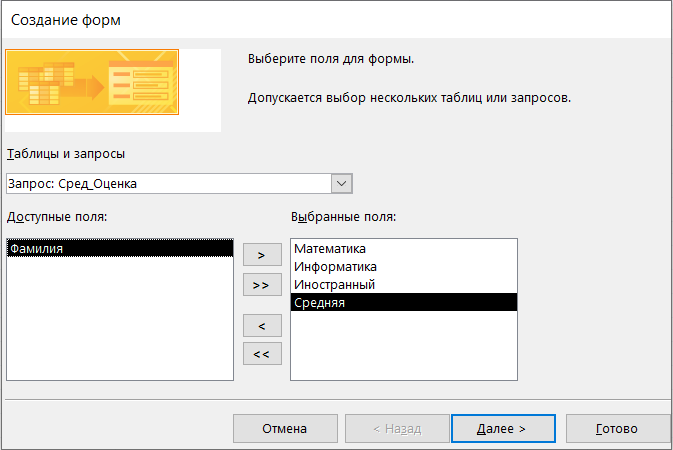 Создание форм
Выберите поля для формы.
Допускается выбор нескольких таблиц или запросов.
Таблицы и запросы
Запрос: Сред_Оценка
Доступные поля:
Выбранные поля:
Фамилия
>
>>
<
<<
Математика
Информатика
Иностранный
Средняя
Отмена
< Назад
Далее >
Готово